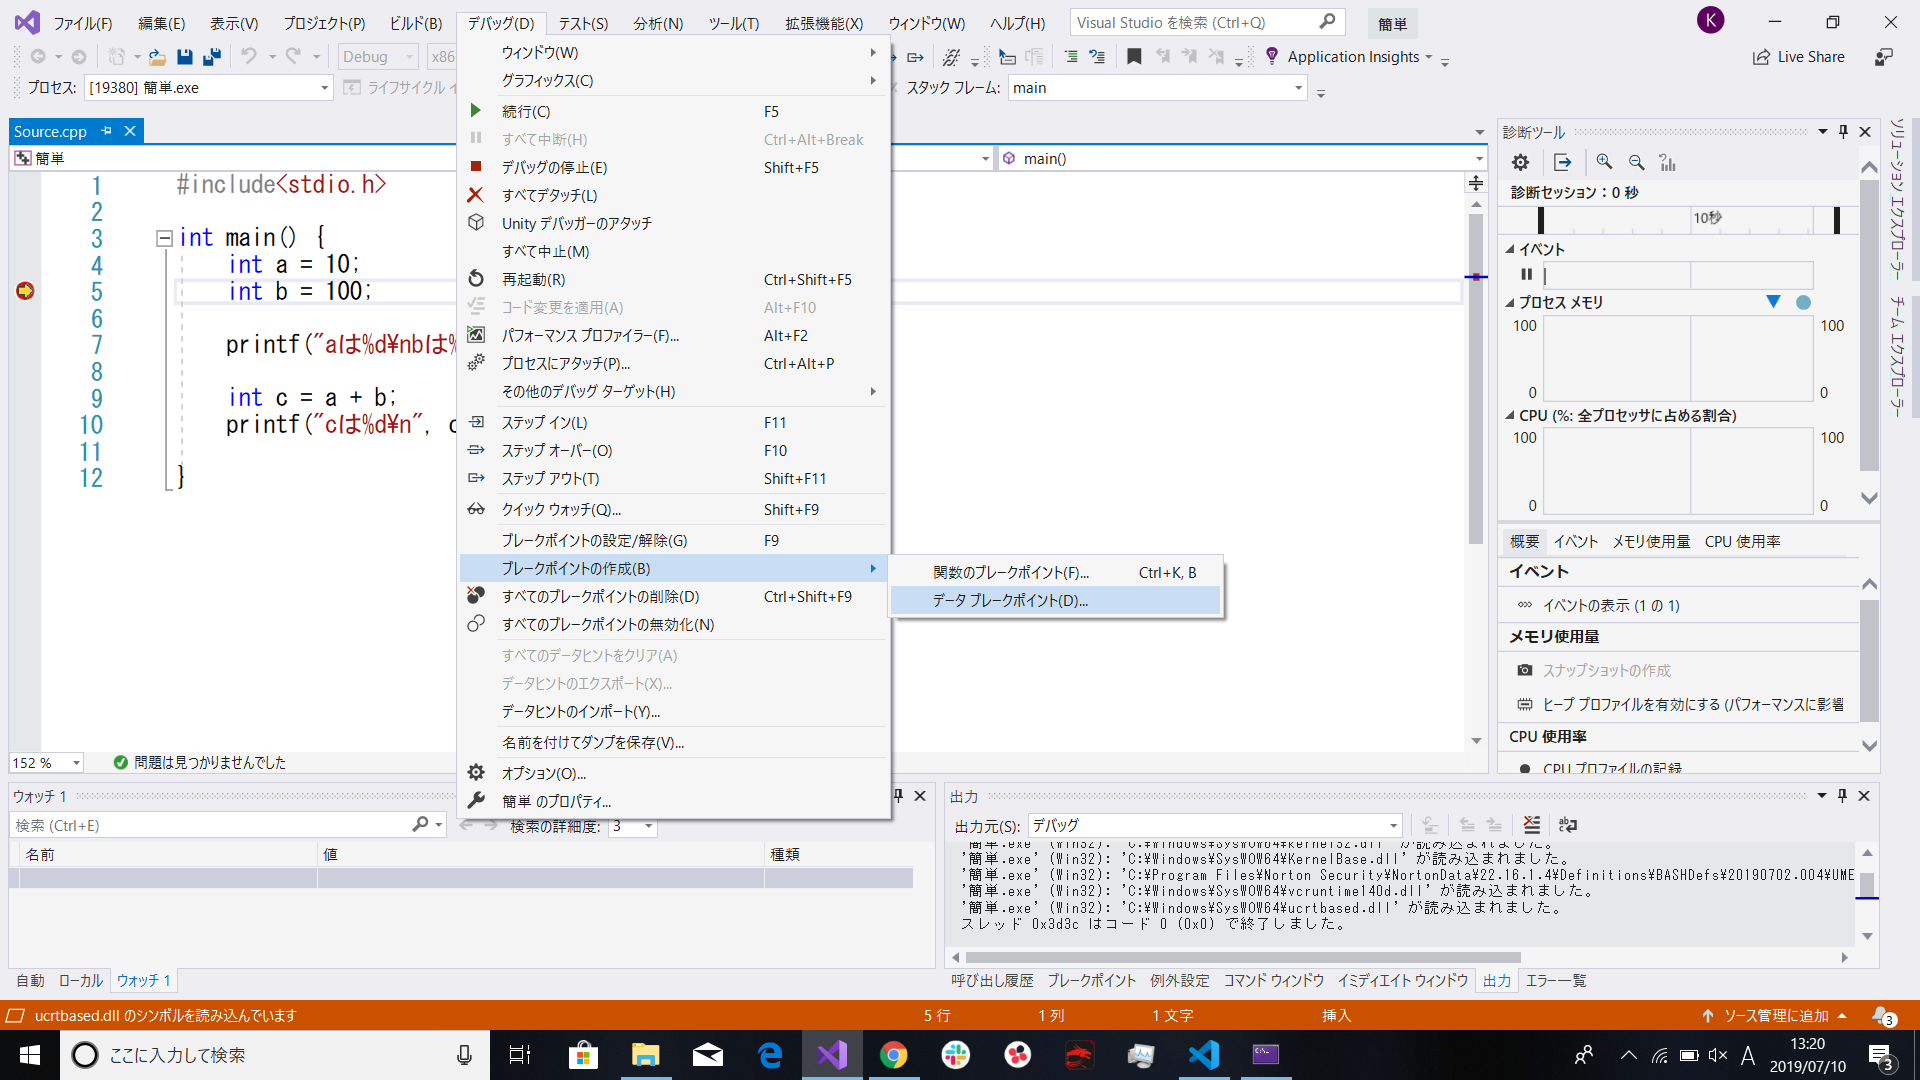 ファイル(F) 編集(E) 表示(V) プロジェクト(P) ビルド(B) デバッグ(D) テスト(S) 分析(N) ツール(T) 拡張機能(X) ウィンドウ(W) ヘルプ(H) Visual Studio を検索 (Ctrl+Q) 簡単 K
Debug x86 Application Insights Live Share
プロセス: [19380] 簡単.exe ライフサイクル イ スタック フレーム: main
Source.cpp
簡単 main()
1 #include<stdio.h>
2
3 int main() {
4 int a = 10;
5 int b = 100;
6
7 printf("aは%d¥nbは%
8
9 int c = a + b;
10 printf("cは%d¥n", c
11
12 }
152 % 問題は見つかりませんでした
ウィンドウ(W)
グラフィックス(C)
続行(C) F5
すべて中断(H) Ctrl+Alt+Break
デバッグの停止(E) Shift+F5
すべてデタッチ(L)
Unity デバッガーのアタッチ
すべて中止(M)
再起動(R) Ctrl+Shift+F5
コード変更を適用(A) Alt+F10
パフォーマンス プロファイラー(F)... Alt+F2
プロセスにアタッチ(P)... Ctrl+Alt+P
その他のデバッグ ターゲット(H)
ステップ イン(L) F11
ステップ オーバー(O) F10
ステップ アウト(T) Shift+F11
クイック ウォッチ(Q)... Shift+F9
ブレークポイントの設定/解除(G) F9
ブレークポイントの作成(B)
すべてのブレークポイントの削除(D) Ctrl+Shift+F9
すべてのブレークポイントの無効化(N)
すべてのデータヒントをクリア(A)
データヒントのエクスポート(X)...
データヒントのインポート(Y)...
名前を付けてダンプを保存(V)...
オプション(O)...
簡単 のプロパティ...
関数のブレークポイント(F)... Ctrl+K, B
データ ブレークポイント(D)...
診断ツール
診断セッション：0 秒
10秒
イベント
プロセス メモリ
100 100
0 0
CPU (%: 全プロセッサに占める割合)
100 100
0 0
概要 イベント メモリ使用量 CPU 使用率
イベント
イベントの表示 (1 の 1)
メモリ使用量
スナップショットの作成
ヒープ プロファイルを有効にする (パフォーマンスに影響
CPU 使用率
CPU プロファイルの記録
ソリューション エクスプローラー
チーム エクスプローラー
ウォッチ 1
検索 (Ctrl+E) 検索の詳細度: 3
名前 値 種類
自動 ローカル ウォッチ 1
出力
出力元(S): デバッグ
'簡単.exe' (Win32): 'C:¥Windows¥SysWOW64¥kernel32.dll' が読み込まれました。
'簡単.exe' (Win32): 'C:¥Windows¥SysWOW64¥KernelBase.dll' が読み込まれました。
'簡単.exe' (Win32): 'C:¥Program Files¥Norton Security¥NortonData¥22.16.1.4¥Definitions¥BASHDefs¥20190702.004¥UME
'簡単.exe' (Win32): 'C:¥Windows¥SysWOW64¥vcruntime140d.dll' が読み込まれました。
'簡単.exe' (Win32): 'C:¥Windows¥SysWOW64¥ucrtbased.dll' が読み込まれました。
スレッド 0x3d3c はコード 0 (0x0) で終了しました。
呼び出し履歴 ブレークポイント 例外設定 コマンド ウィンドウ イミディエイト ウィンドウ 出力 エラー一覧
ucrtbased.dll のシンボルを読み込んでいます 5 行 1 列 1 文字 挿入 ソース管理に追加 3
ここに入力して検索 A 13:20
2019/07/10 3